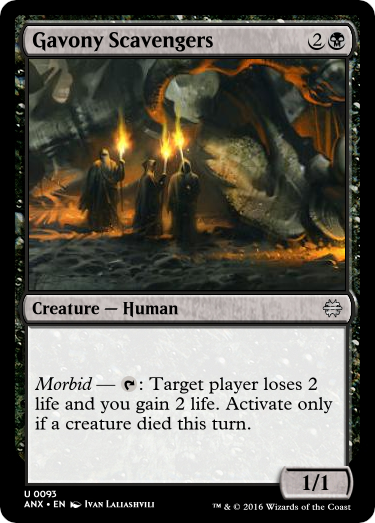 Gavony Scavengers 2
Creature — Human
Morbid — : Target player loses 2
life and you gain 2 life. Activate only
if a creature died this turn.
1/1
U 0093
ANX • EN Ivan Laliashvili
™ & © 2016 Wizards of the Coast